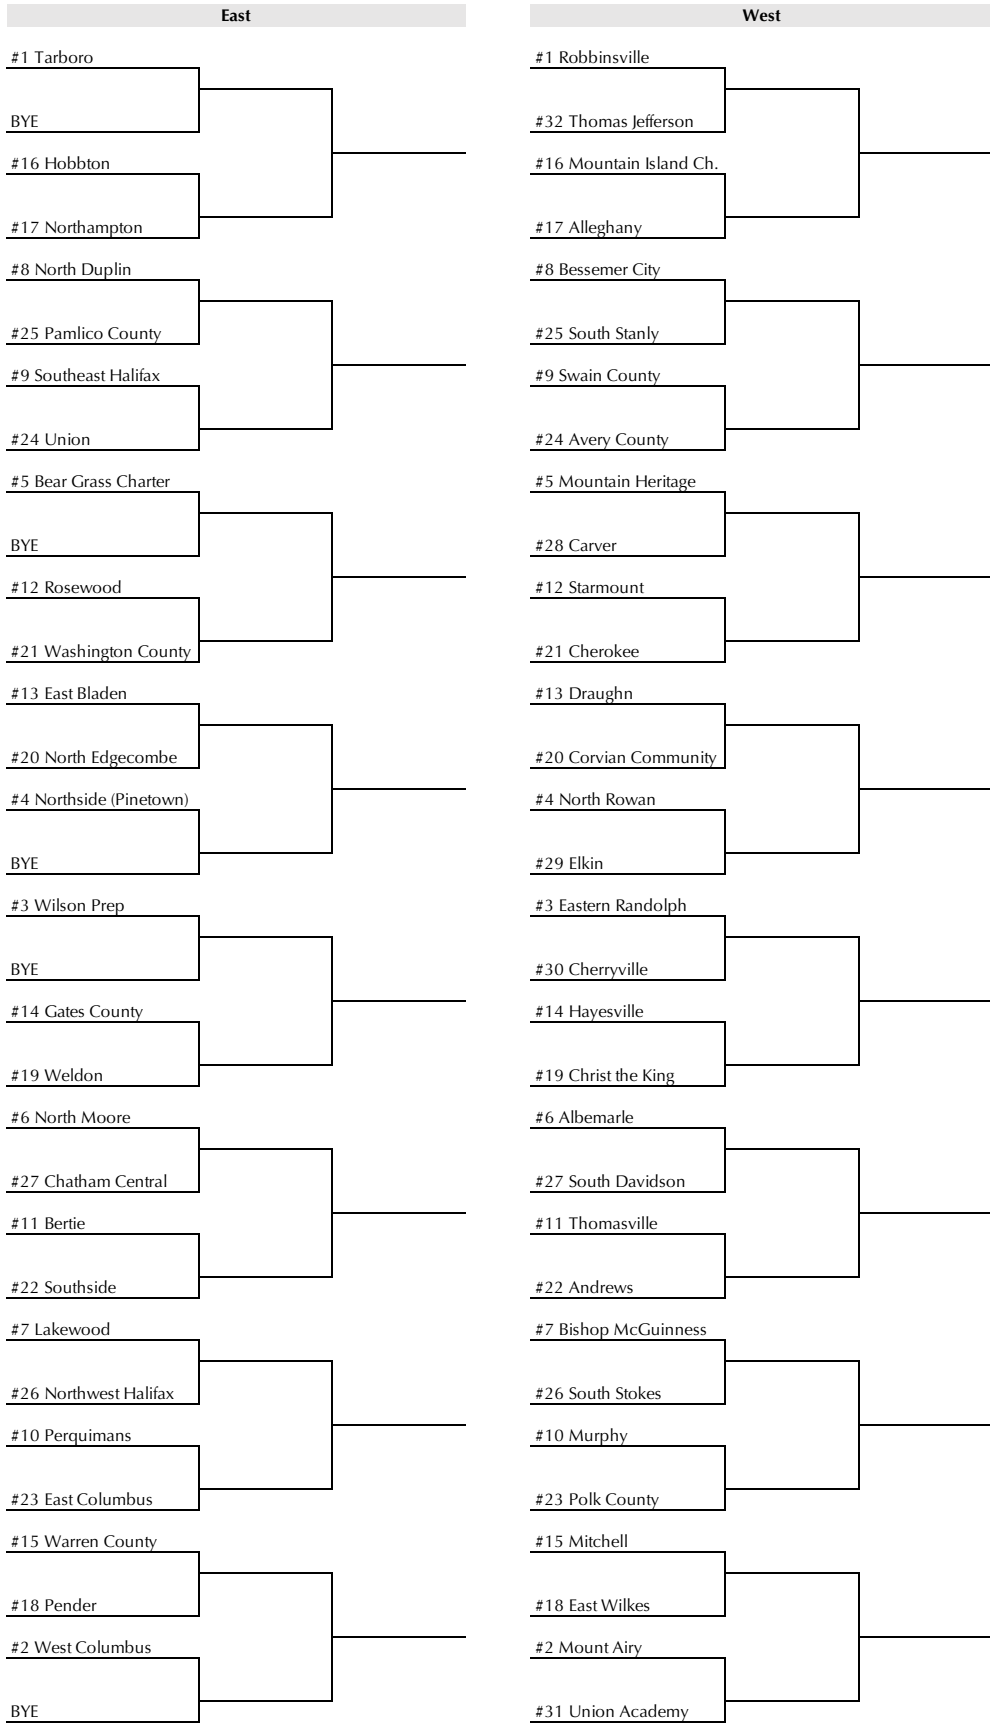 East
#1 Tarboro
BYE
#16 Hobbton
#17 Northampton
#8 North Duplin
#25 Pamlico County
#9 Southeast Halifax
#24 Union
#5 Bear Grass Charter
BYE
#12 Rosewood
#21 Washington County
#13 East Bladen
#20 North Edgecombe
#4 Northside (Pinetown)
BYE
#3 Wilson Prep
BYE
#14 Gates County
#19 Weldon
#6 North Moore
#27 Chatham Central
#11 Bertie
#22 Southside
#7 Lakewood
#26 Northwest Halifax
#10 Perquimans
#23 East Columbus
#15 Warren County
#18 Pender
#2 West Columbus
BYE
West
#1 Robbinsville
#32 Thomas Jefferson
#16 Mountain Island Ch.
#17 Alleghany
#8 Bessemer City
#25 South Stanly
#9 Swain County
#24 Avery County
#5 Mountain Heritage
#28 Carver
#12 Starmount
#21 Cherokee
#13 Draughn
#20 Corvian Community
#4 North Rowan
#29 Elkin
#3 Eastern Randolph
#30 Cherryville
#14 Hayesville
#19 Christ the King
#6 Albemarle
#27 South Davidson
#11 Thomasville
#22 Andrews
#7 Bishop McGuinness
#26 South Stokes
#10 Murphy
#23 Polk County
#15 Mitchell
#18 East Wilkes
#2 Mount Airy
#31 Union Academy